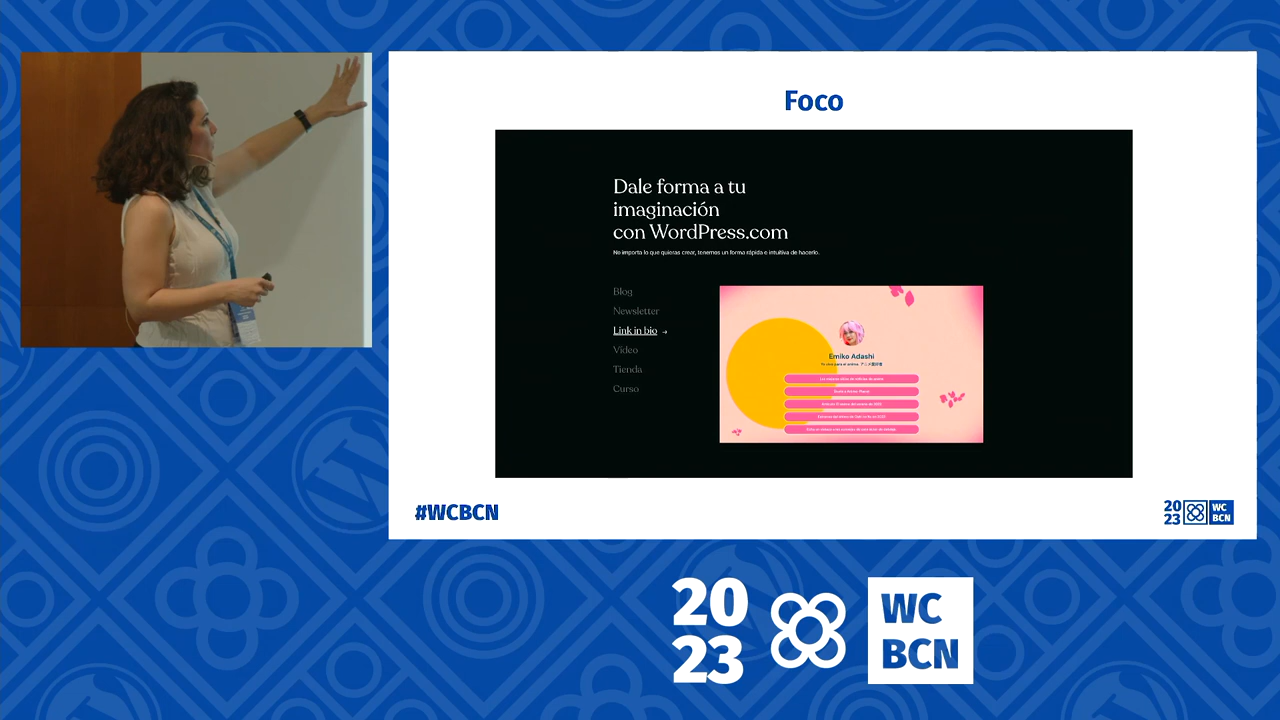 Foco
Dale forma a tu
imaginación
con WordPress.com
No importa lo que quieras crear, tenemos un forma rápida e intuitiva de hacerlo.
Blog
Newsletter
Link in bio →
Vídeo
Tienda
Curso
Emiko Adashi
#WCBCN
20
23
WC
BCN
20
23
WC
BCN